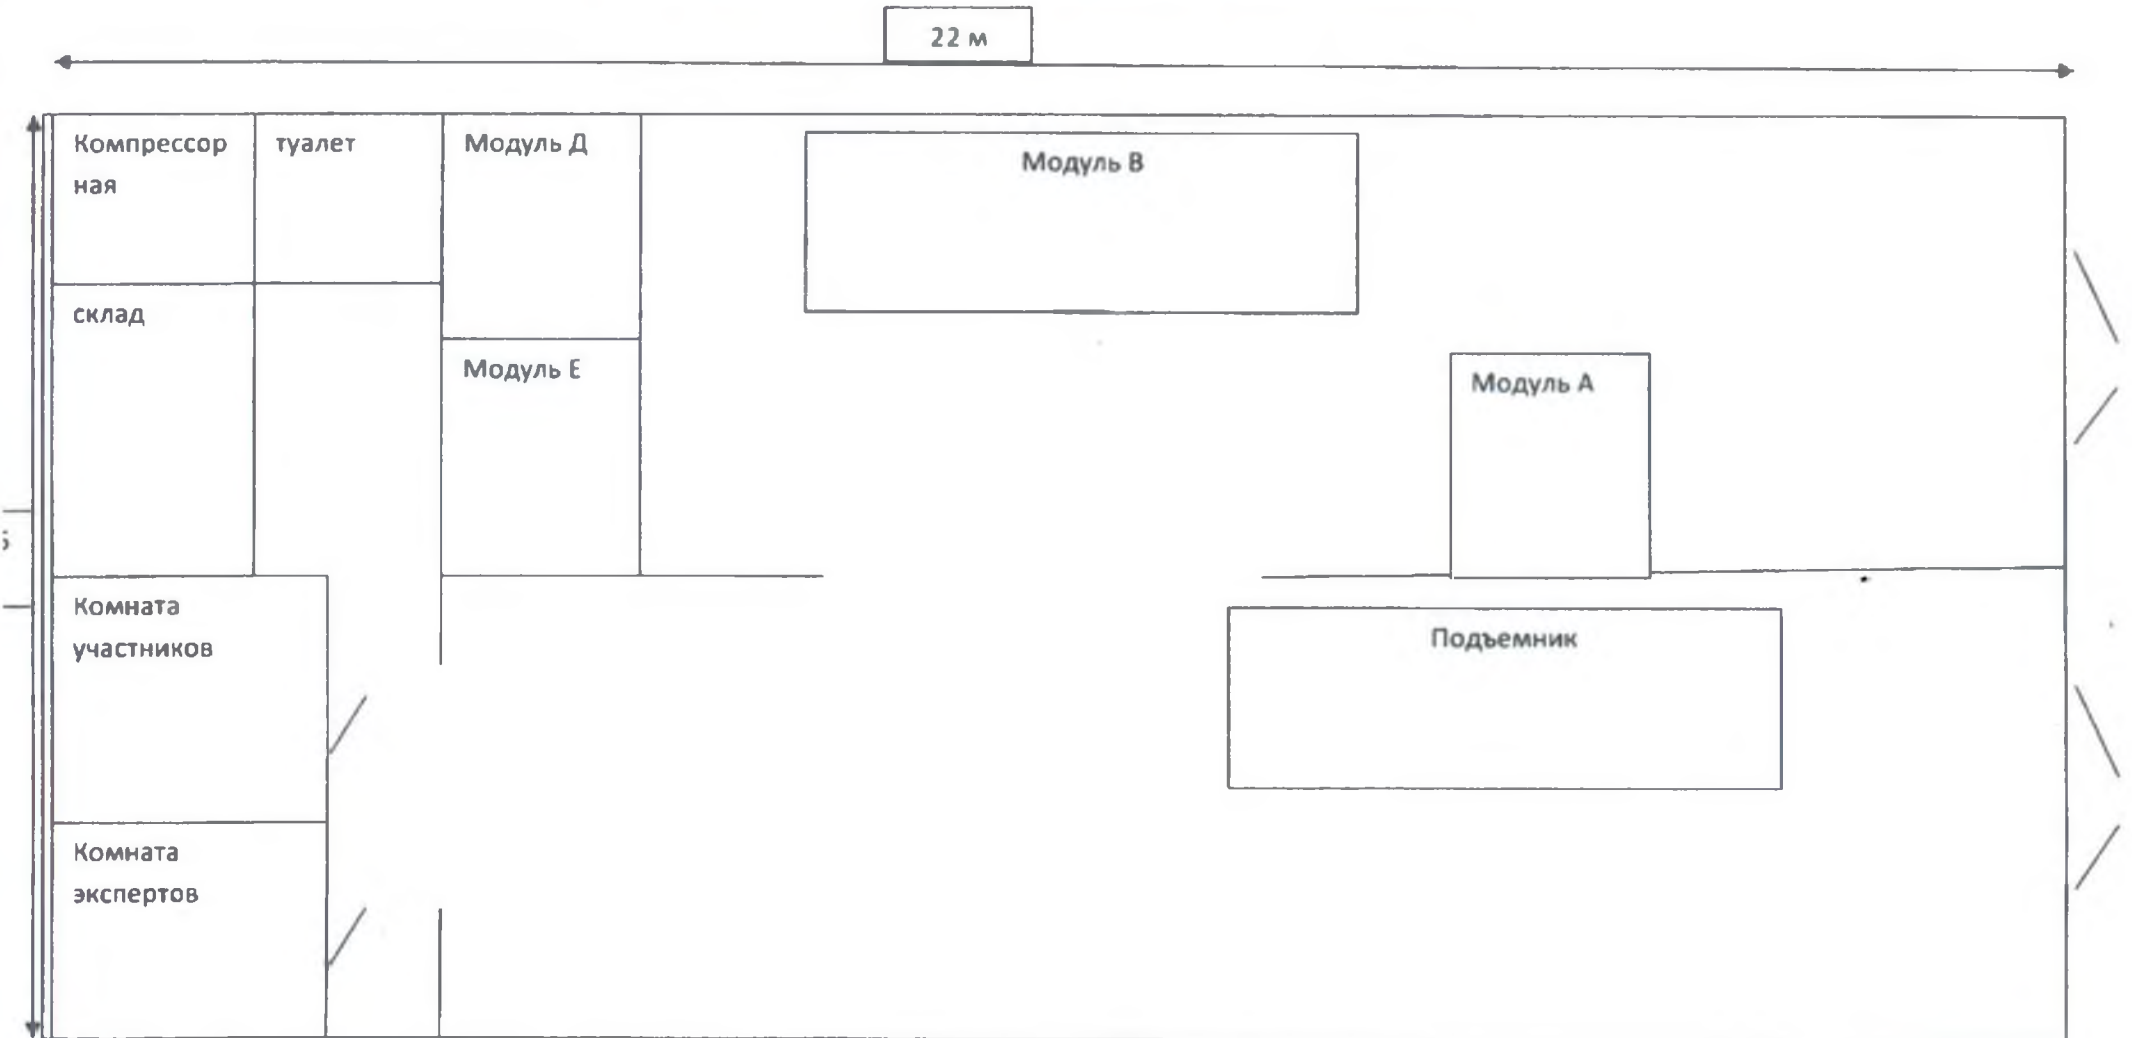 22 м
Компрессор
ная
туалет
Модуль Д
Модуль В
склад
Модуль Е
Модуль А
Комната
участников
Подъемник
Комната
экспертов